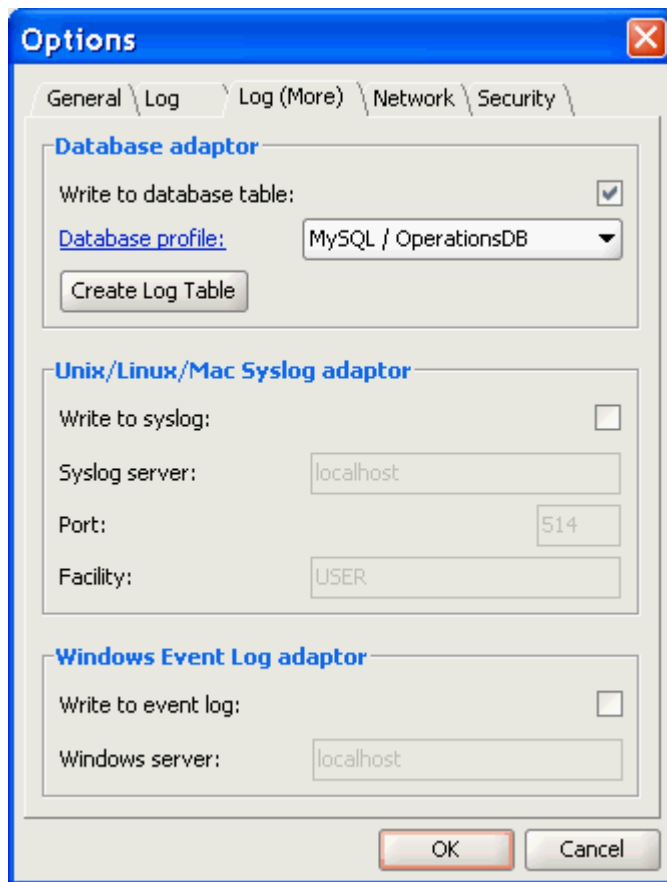 Options
General Log Log (More) Network Security
Database adaptor
Write to database table:
Database profile: MySQL / OperationsDB
Create Log Table
Unix/Linux/Mac Syslog adaptor
Write to syslog:
Syslog server: localhost
Port: 514
Facility: USER
Windows Event Log adaptor
Write to event log:
Windows server: localhost
OK Cancel